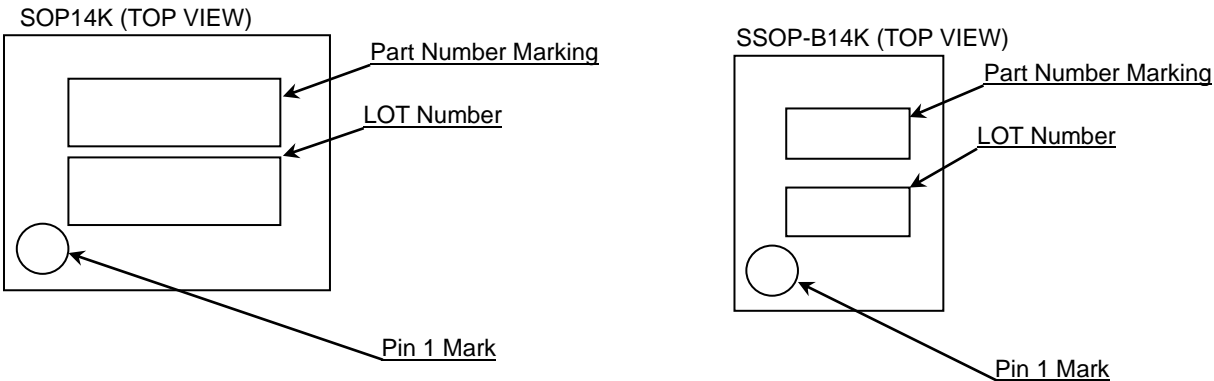 SOP14K (TOP VIEW)
Part Number Marking
LOT Number
Pin 1 Mark
SSOP-B14K (TOP VIEW)
Part Number Marking
LOT Number
Pin 1 Mark